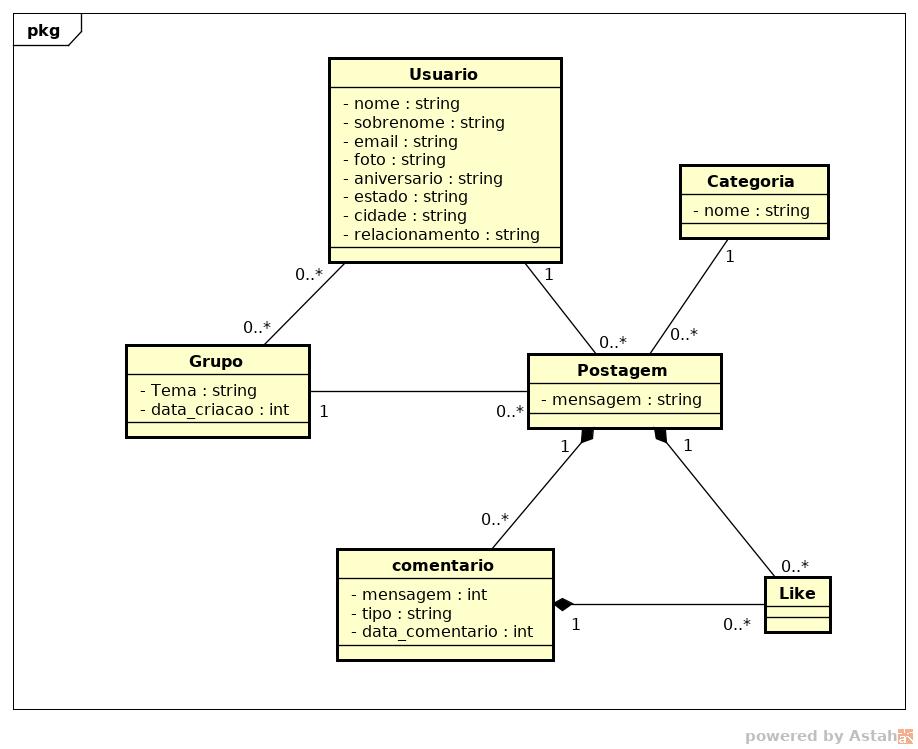 pkg
Usuario
- nome : string
- sobrenome : string
- email : string
- foto : string
- aniversario : string
- estado : string
- cidade : string
- relacionamento : string
Categoria
- nome : string
0..*
1
1
0..*
0..*
0..*
Grupo
- Tema : string
- data_criacao : int
Postagem
- mensagem : string
1
0..*
1
1
0..*
0..*
comentario
- mensagem : int
- tipo : string
- data_comentario : int
Like
1
0..*
powered by Astah